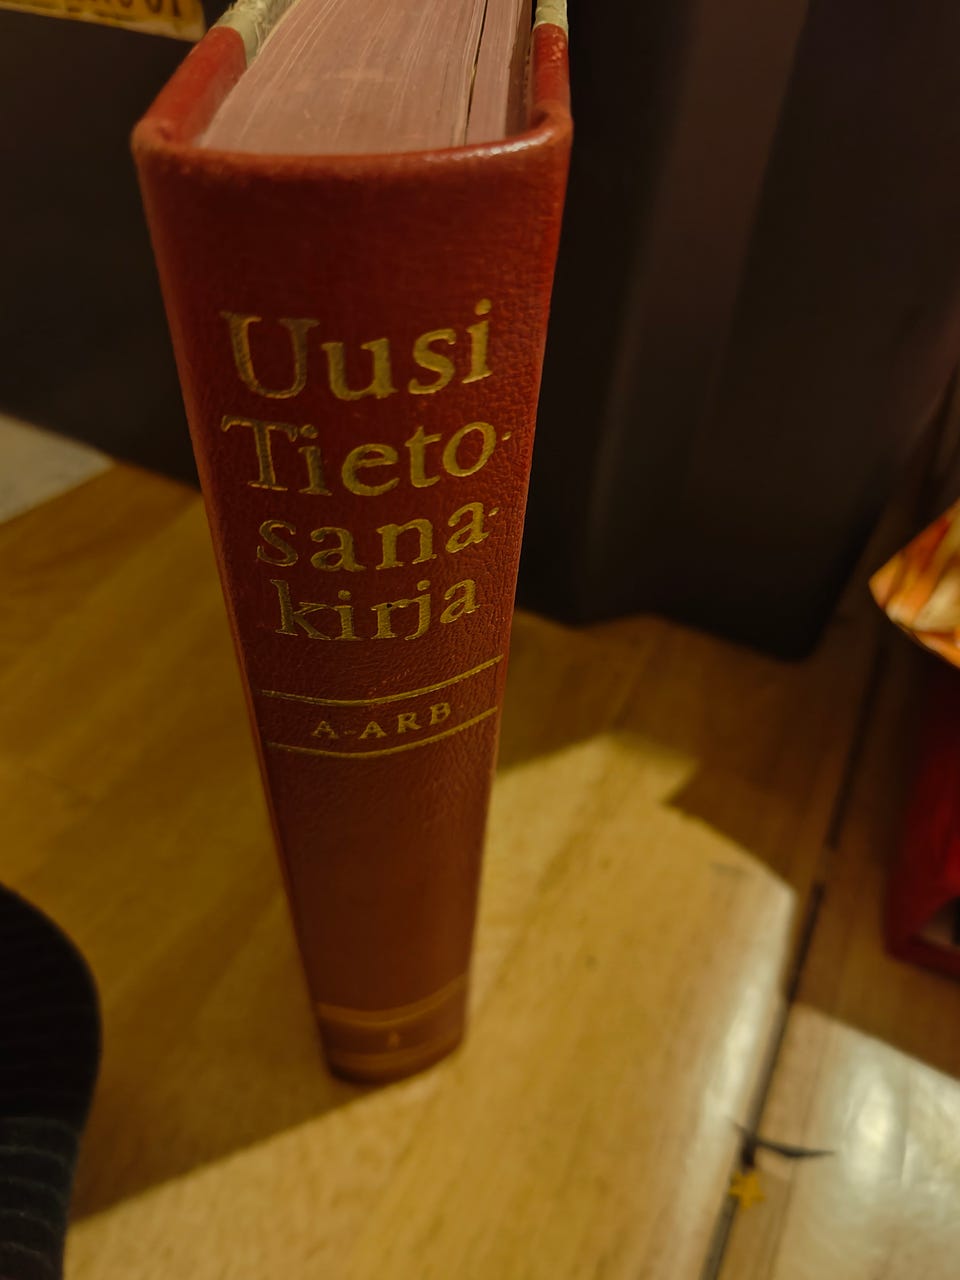 Uusi
Tieto-
sana-
kirja
A-ARB